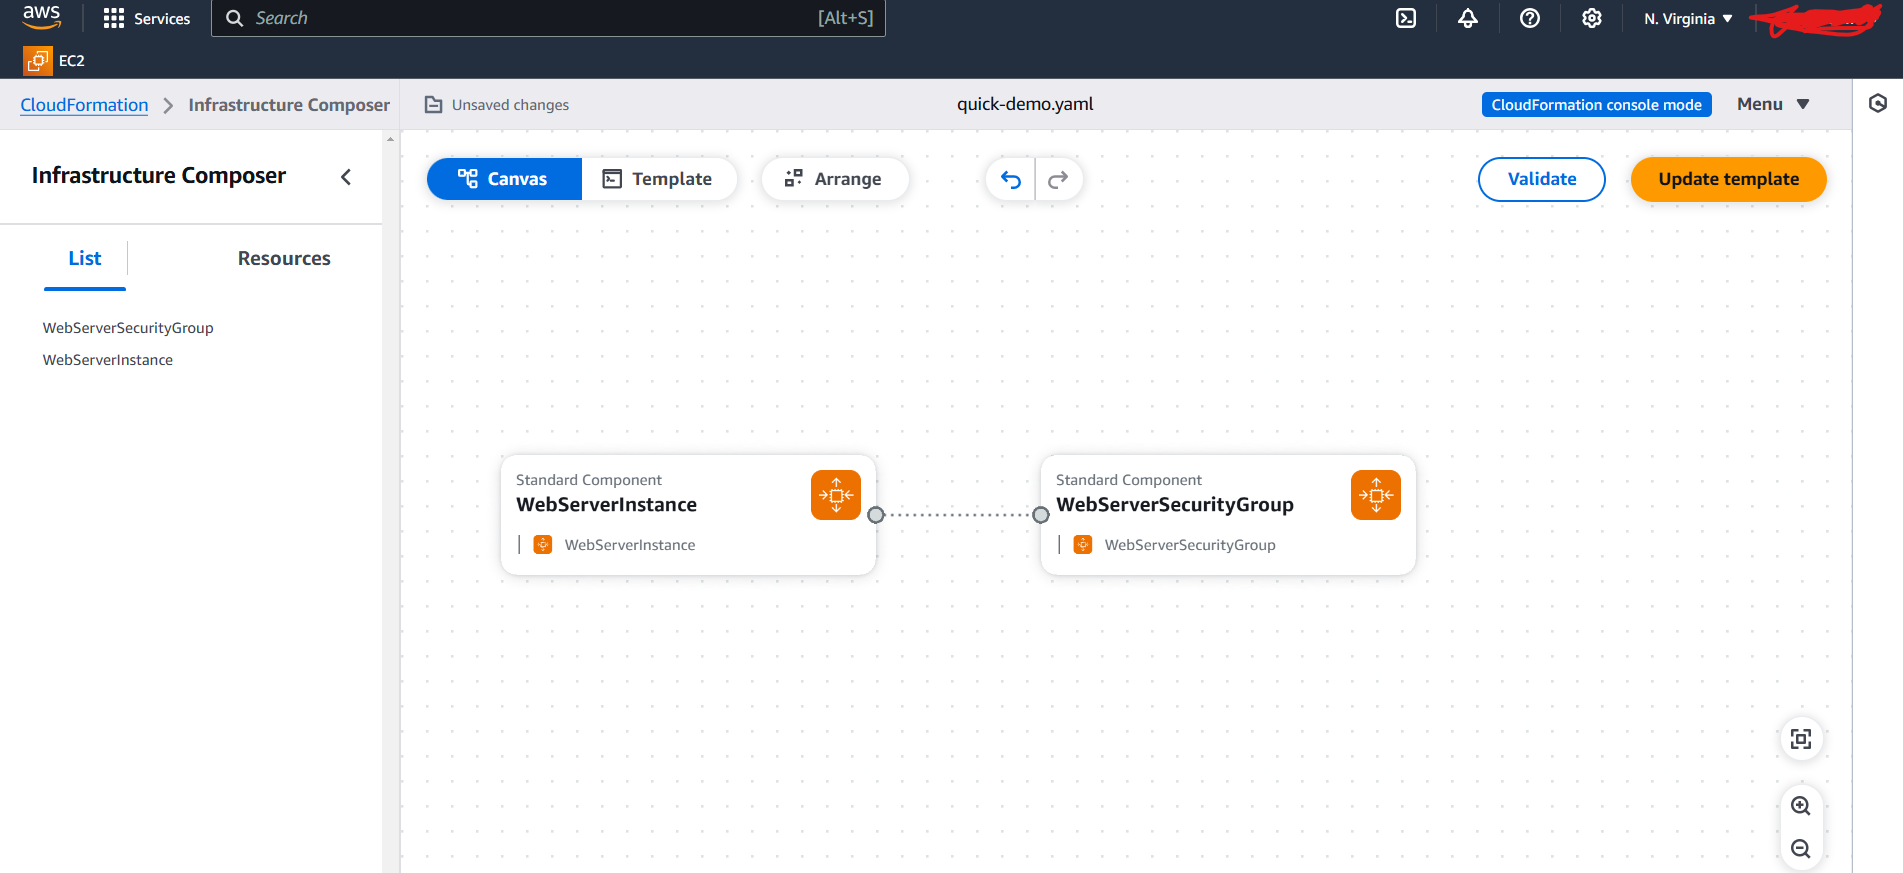 aws
Services
Search
[Alt+S]
N. Virginia
EC2
CloudFormation
Infrastructure Composer
Unsaved changes
quick-demo.yaml
CloudFormation console mode
Menu
Infrastructure Composer
Canvas
Template
Arrange
Validate
Update template
List
Resources
WebServerSecurityGroup
WebServerInstance
Standard Component
WebServerInstance
WebServerInstance
Standard Component
WebServerSecurityGroup
WebServerSecurityGroup